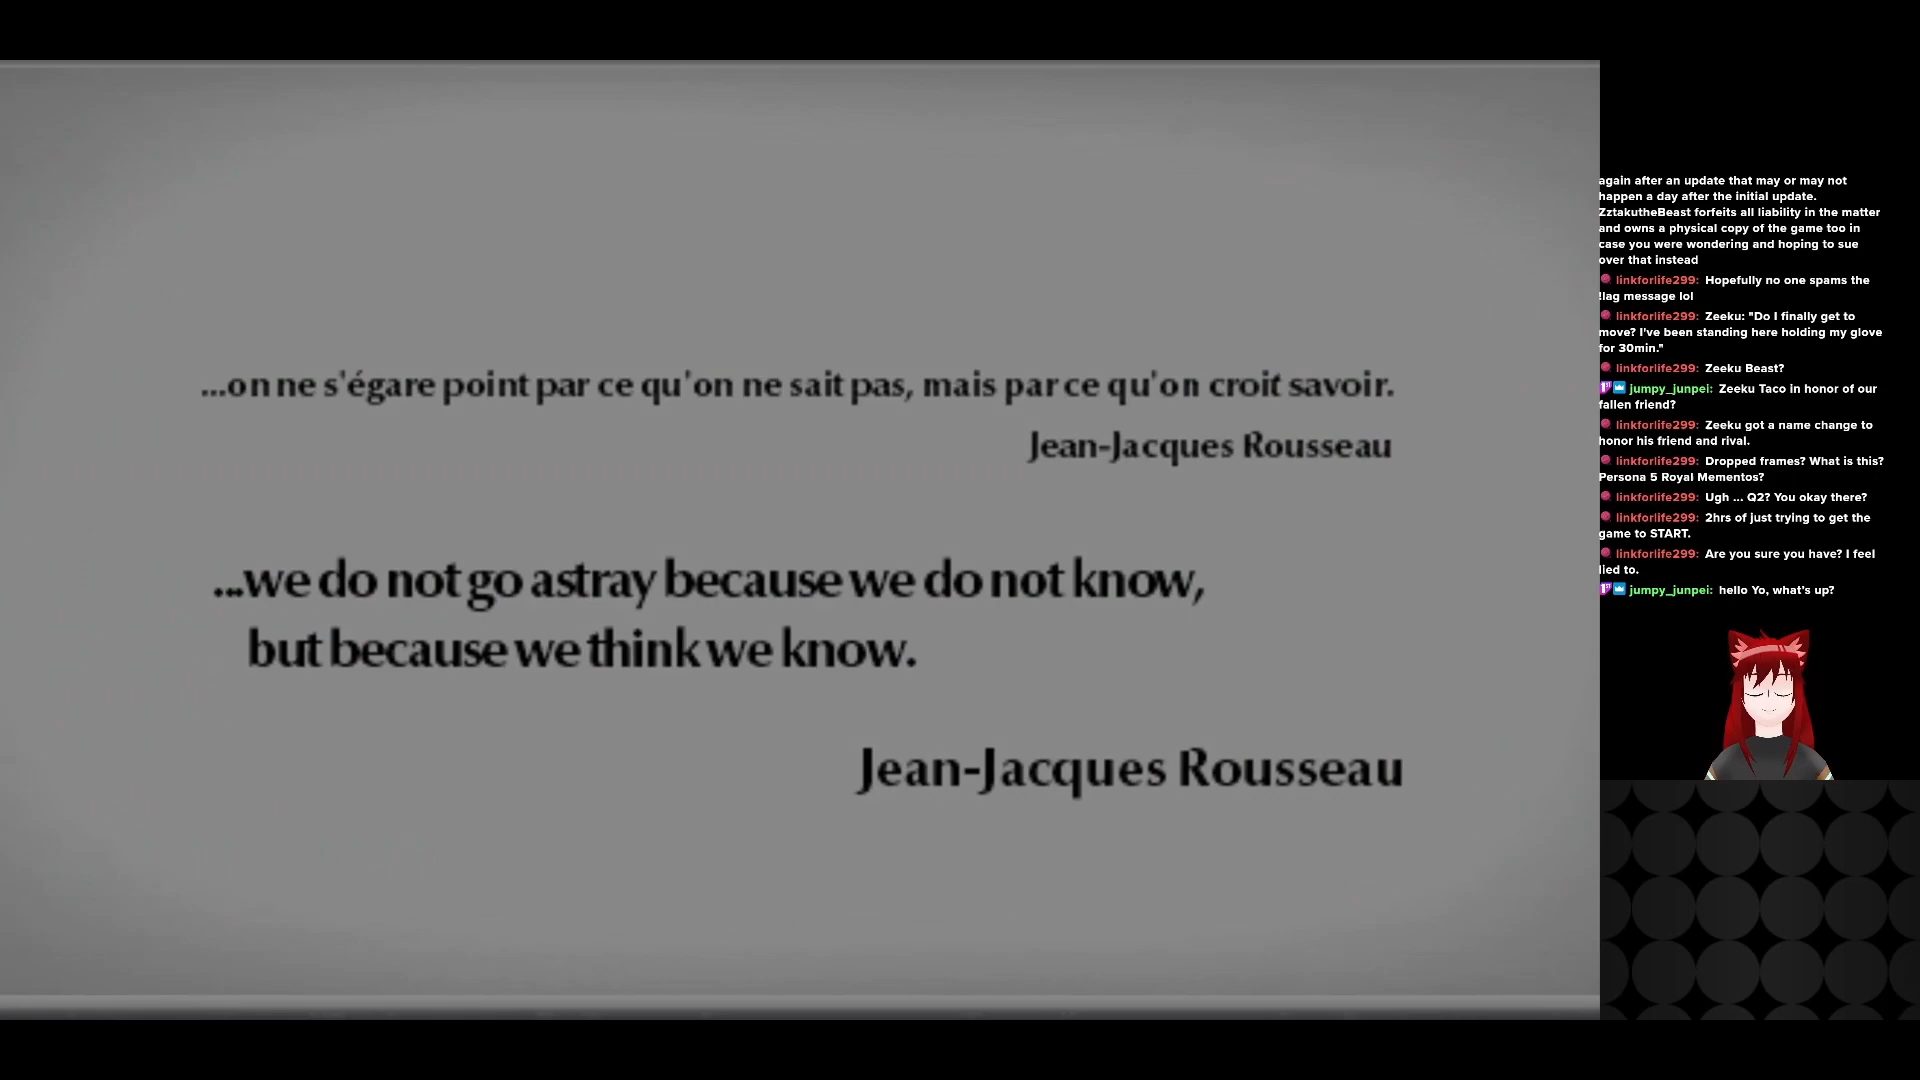 ...on ne s'égare point par ce qu'on ne sait pas, mais parce qu'on croit savoir.
Jean-Jacques Rousseau
...we do not go astray because we do not know,
but because we think we know.
Jean-Jacques Rousseau
again after an update that may or may not
happen a day after the initial update.
ZztakutheBeast forfeits all liability in the matter
and owns a physical copy of the game too in
case you were wondering and hoping to sue
over that instead
linkforlife299: Hopefully no one spams the
!lag message lol
linkforlife299: Zeeku: "Do I finally get to
move? I've been standing here holding my glove
for 30min."
linkforlife299: Zeeku Beast?
jumpy_junpei: Zeeku Taco in honor of our
fallen friend?
linkforlife299: Zeeku got a name change to
honor his friend and rival.
linkforlife299: Dropped frames? What is this?
Persona 5 Royal Mementos?
linkforlife299: Ugh ... Q2? You okay there?
linkforlife299: 2hrs of just trying to get the
game to START.
linkforlife299: Are you sure you have? I feel
lied to.
jumpy_junpei: hello Yo, what's up?